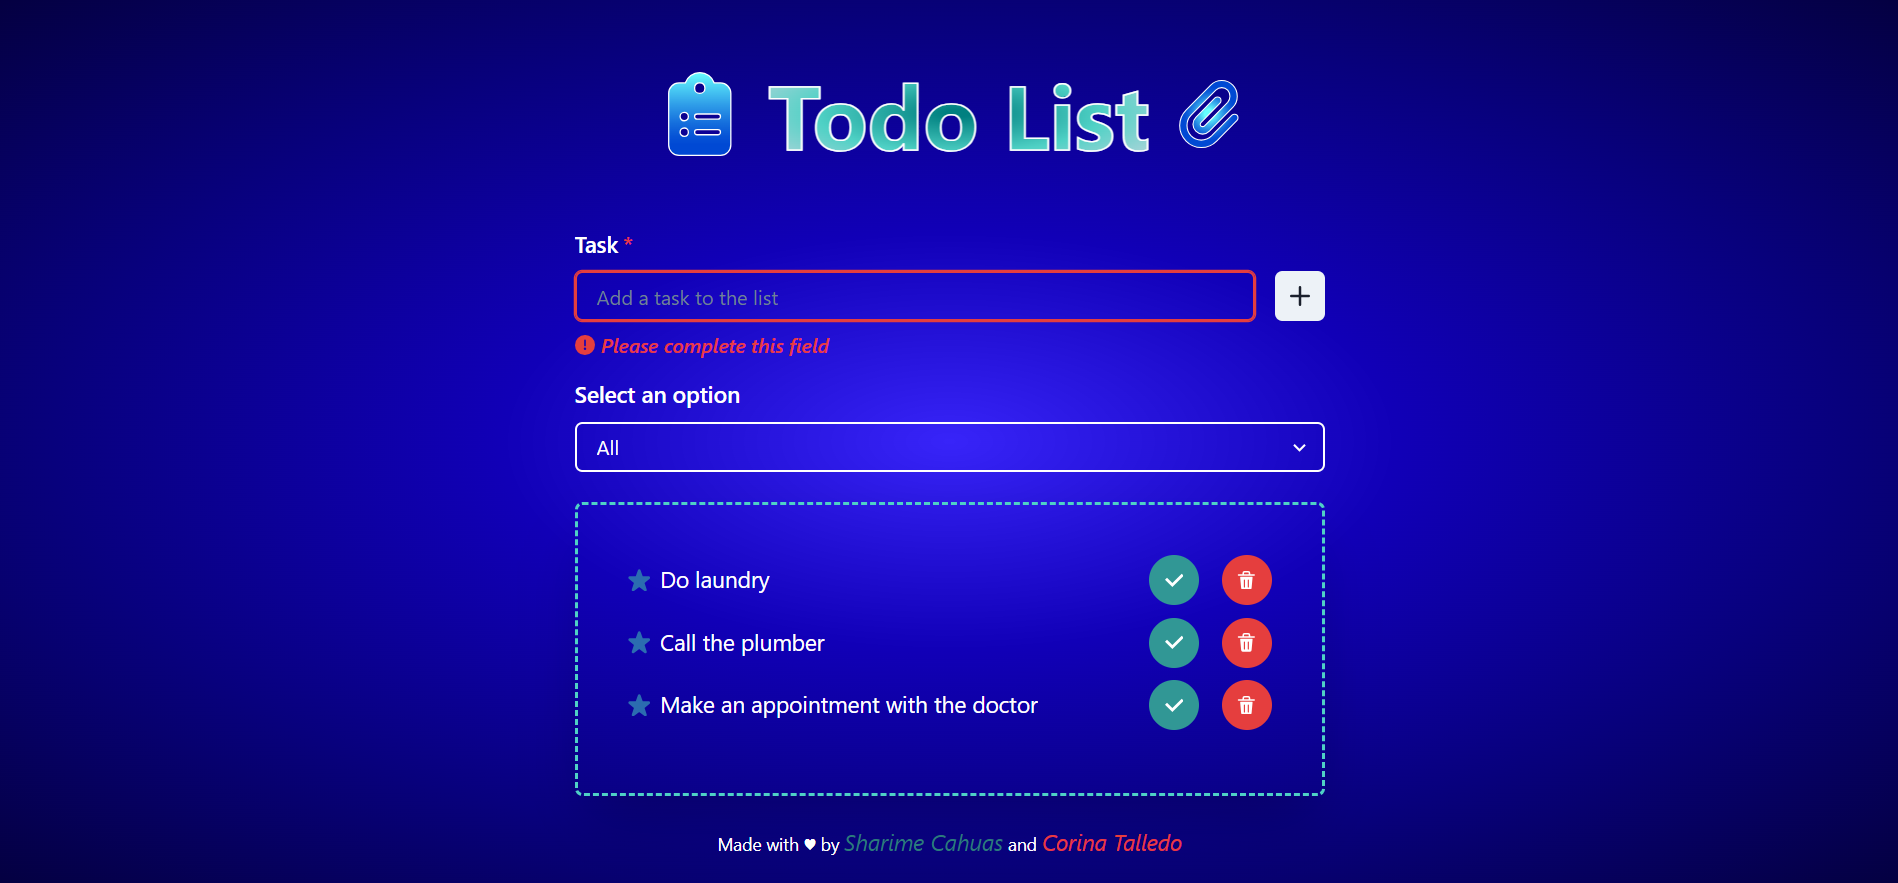 Todo List
Task *
Add a task to the list
Please complete this field
Select an option
All
Do laundry
Call the plumber
Make an appointment with the doctor
Made with ♥ by Sharime Cahuas and Corina Talledo